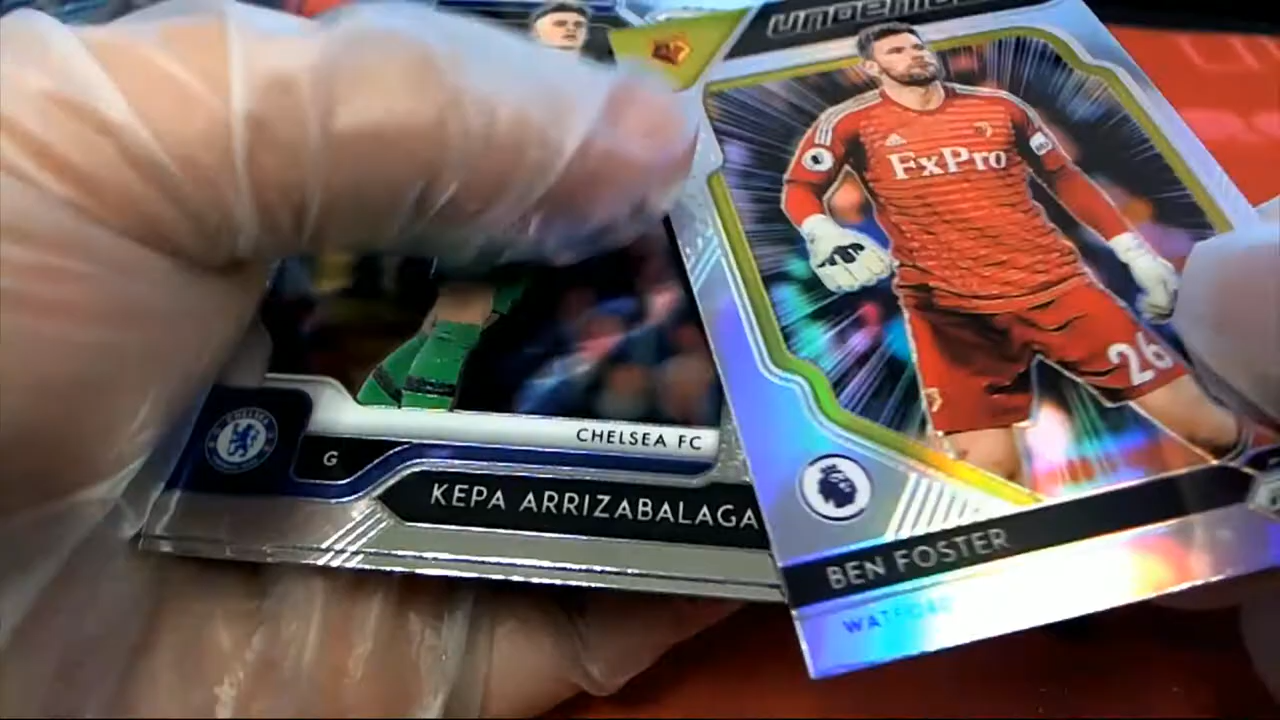 FxPro
26
CHELSEA FC
G
KEPA ARRIZABALAGA
BEN FOSTER